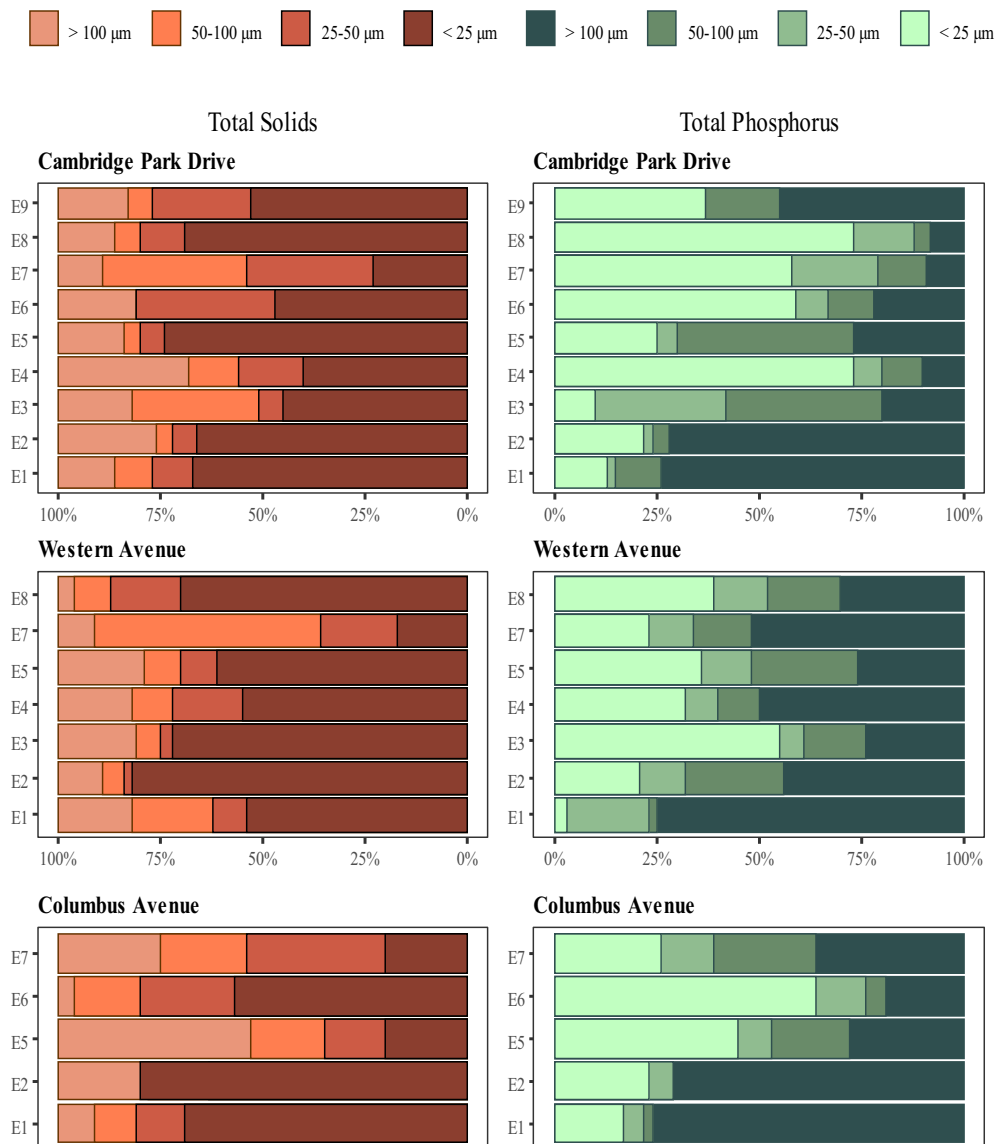 > 100 μm 50-100 μm 25-50 μm < 25 μm > 100 μm 50-100 μm 25-50 μm < 25 μm
Total Solids Total Phosphorus
Cambridge Park Drive Cambridge Park Drive
E9 E9
E8 E8
E7 E7
E6 E6
E5 E5
E4 E4
E3 E3
E2 E2
E1 E1
100% 75% 50% 25% 0% 0% 25% 50% 75% 100%
Western Avenue Western Avenue
E8 E8
E7 E7
E5 E5
E4 E4
E3 E3
E2 E2
E1 E1
100% 75% 50% 25% 0% 0% 25% 50% 75% 100%
Columbus Avenue Columbus Avenue
E7 E7
E6 E6
E5 E5
E2 E2
E1 E1